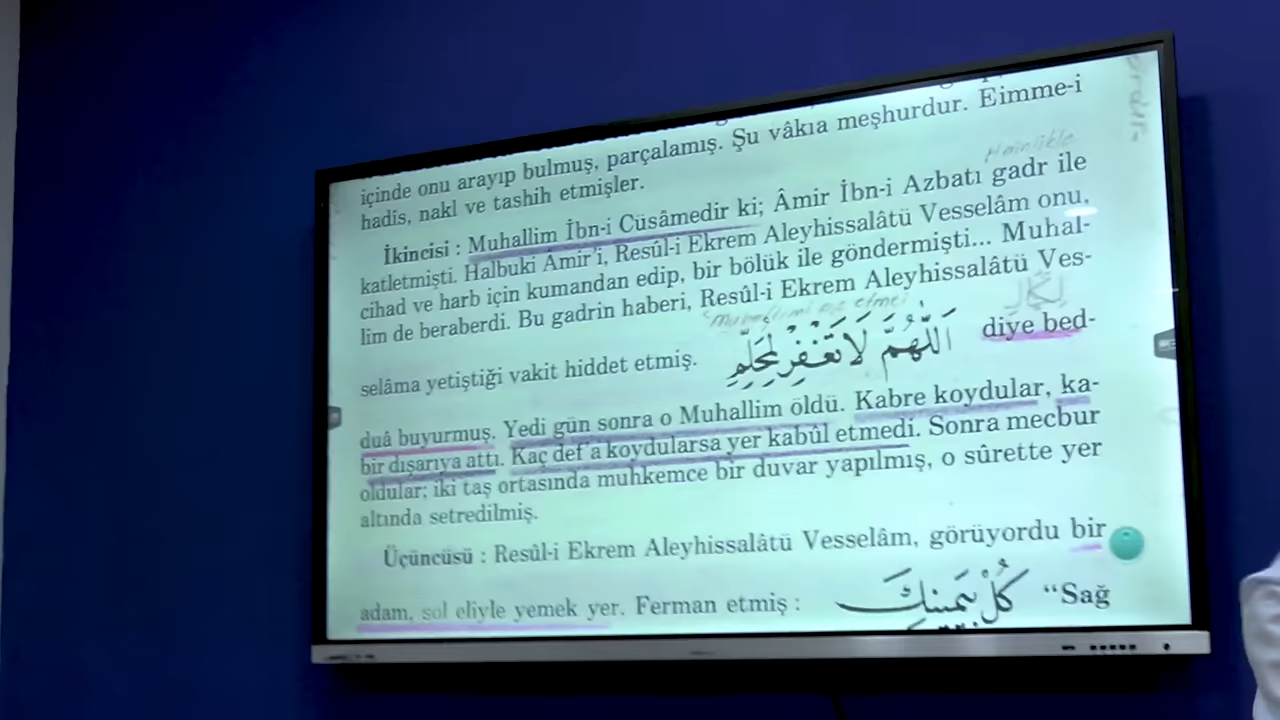 içinde onu arayıp bulmuş, parçalamış. Şu vâkıa meşhurdur. Eimme-i
hadîs, nakl ve tashih etmişler.
Hainlikle
İkincisi : Muhallim İbn-i Cüsâmedir ki; Âmir İbn-i Azbatı gadr ile
katletmişti. Halbuki Âmir'i, Resûl-i Ekrem Aleyhissalâtü Vesselâm onu,
cihad ve harb için kumandan edip, bir bölük ile göndermişti... Muhal-
lim de beraberdi. Bu gadrin haberi, Resûl-i Ekrem Aleyhissalâtü Ves-
selâma yetiştiği vakit hiddet etmiş. اَللّٰهُمَّ لَا تَغْفِرْ لِمُحَلِّمٍ diye bed-
duâ buyurmuş. Yedi gün sonra o Muhallim öldü. Kabre koydular, ka-
bir dışarıya attı. Kaç def'a koydularsa yer kabûl etmedi. Sonra mecbur
oldular; iki taş ortasında muhkemce bir duvar yapılmış, o sûrette yer
altında setredilmiş.
Üçüncüsü : Resûl-i Ekrem Aleyhissalâtü Vesselâm, görüyordu bir
adam, sol eliyle yemek yer. Ferman etmiş : كُلْ بِيَمِينِكَ “Sağ